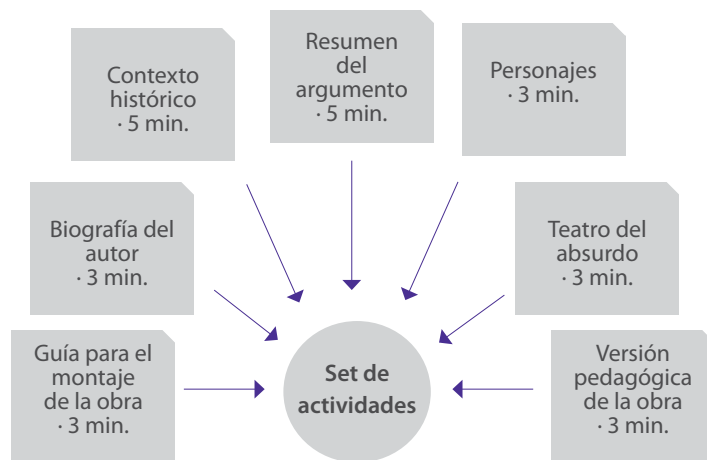 Contexto
histórico
· 5 min.
Resumen
del
argumento
· 5 min.
Personajes
· 3 min.
Biografía del
autor
· 3 min.
Teatro del
absurdo
· 3 min.
Guía para el
montaje
de la obra
· 3 min.
Set de
actividades
Versión
pedagógica
de la obra
· 3 min.